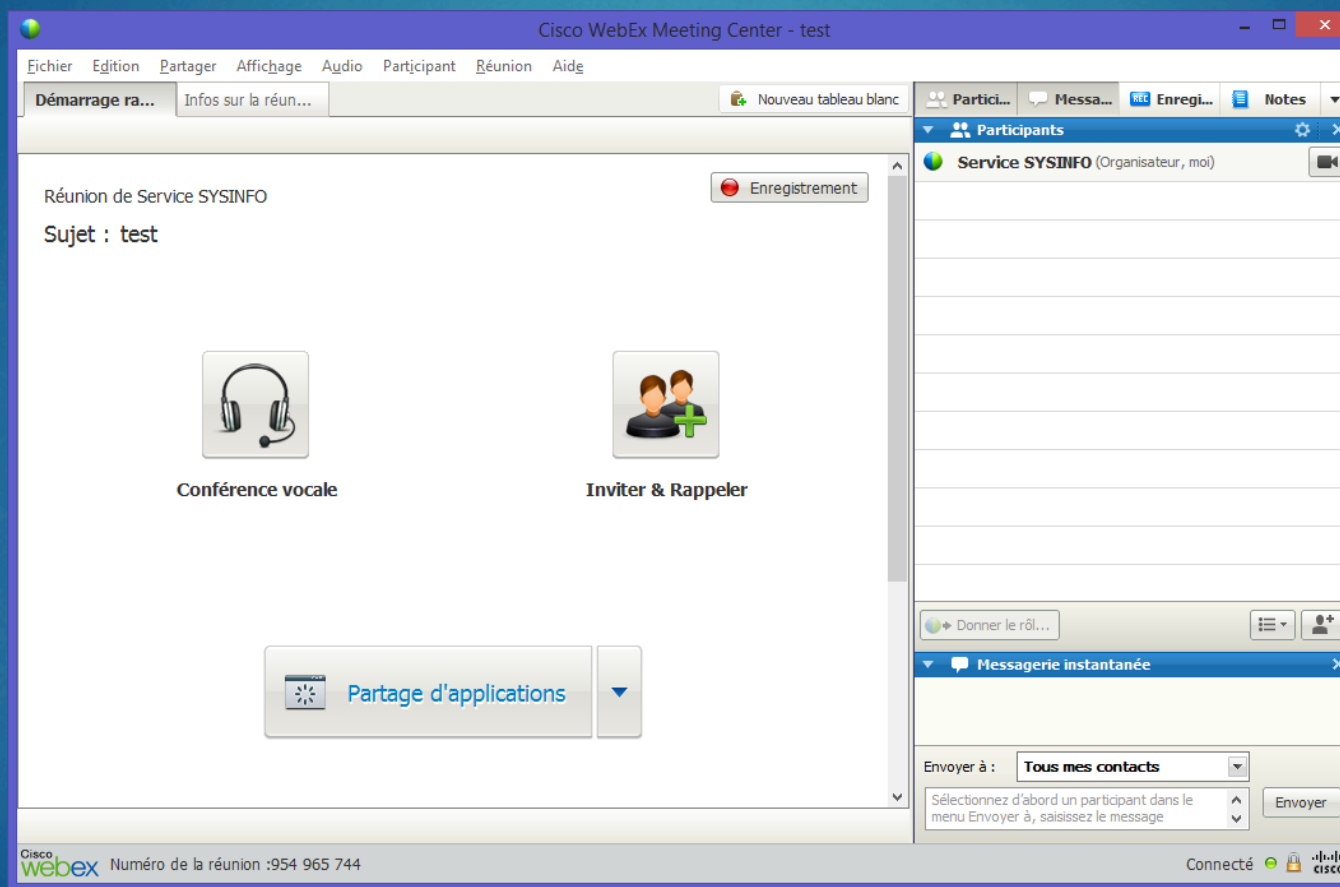 Cisco WebEx Meeting Center - test
Fichier Edition Partager Affichage Audio Participant Réunion Aide
Démarrage ra... Infos sur la réun... Nouveau tableau blanc
Partici... Messa... REC Enregi... Notes
Participants
Service SYSINFO (Organisateur, moi)
Réunion de Service SYSINFO
Enregistrement
Sujet : test
Conférence vocale
Inviter & Rappeler
Partage d'applications
Donner le rôl...
Messagerie instantanée
Envoyer à : Tous mes contacts
Sélectionnez d'abord un participant dans le
menu Envoyer à, saisissez le message
Envoyer
Cisco
webex Numéro de la réunion :954 965 744
Connecté
cisco